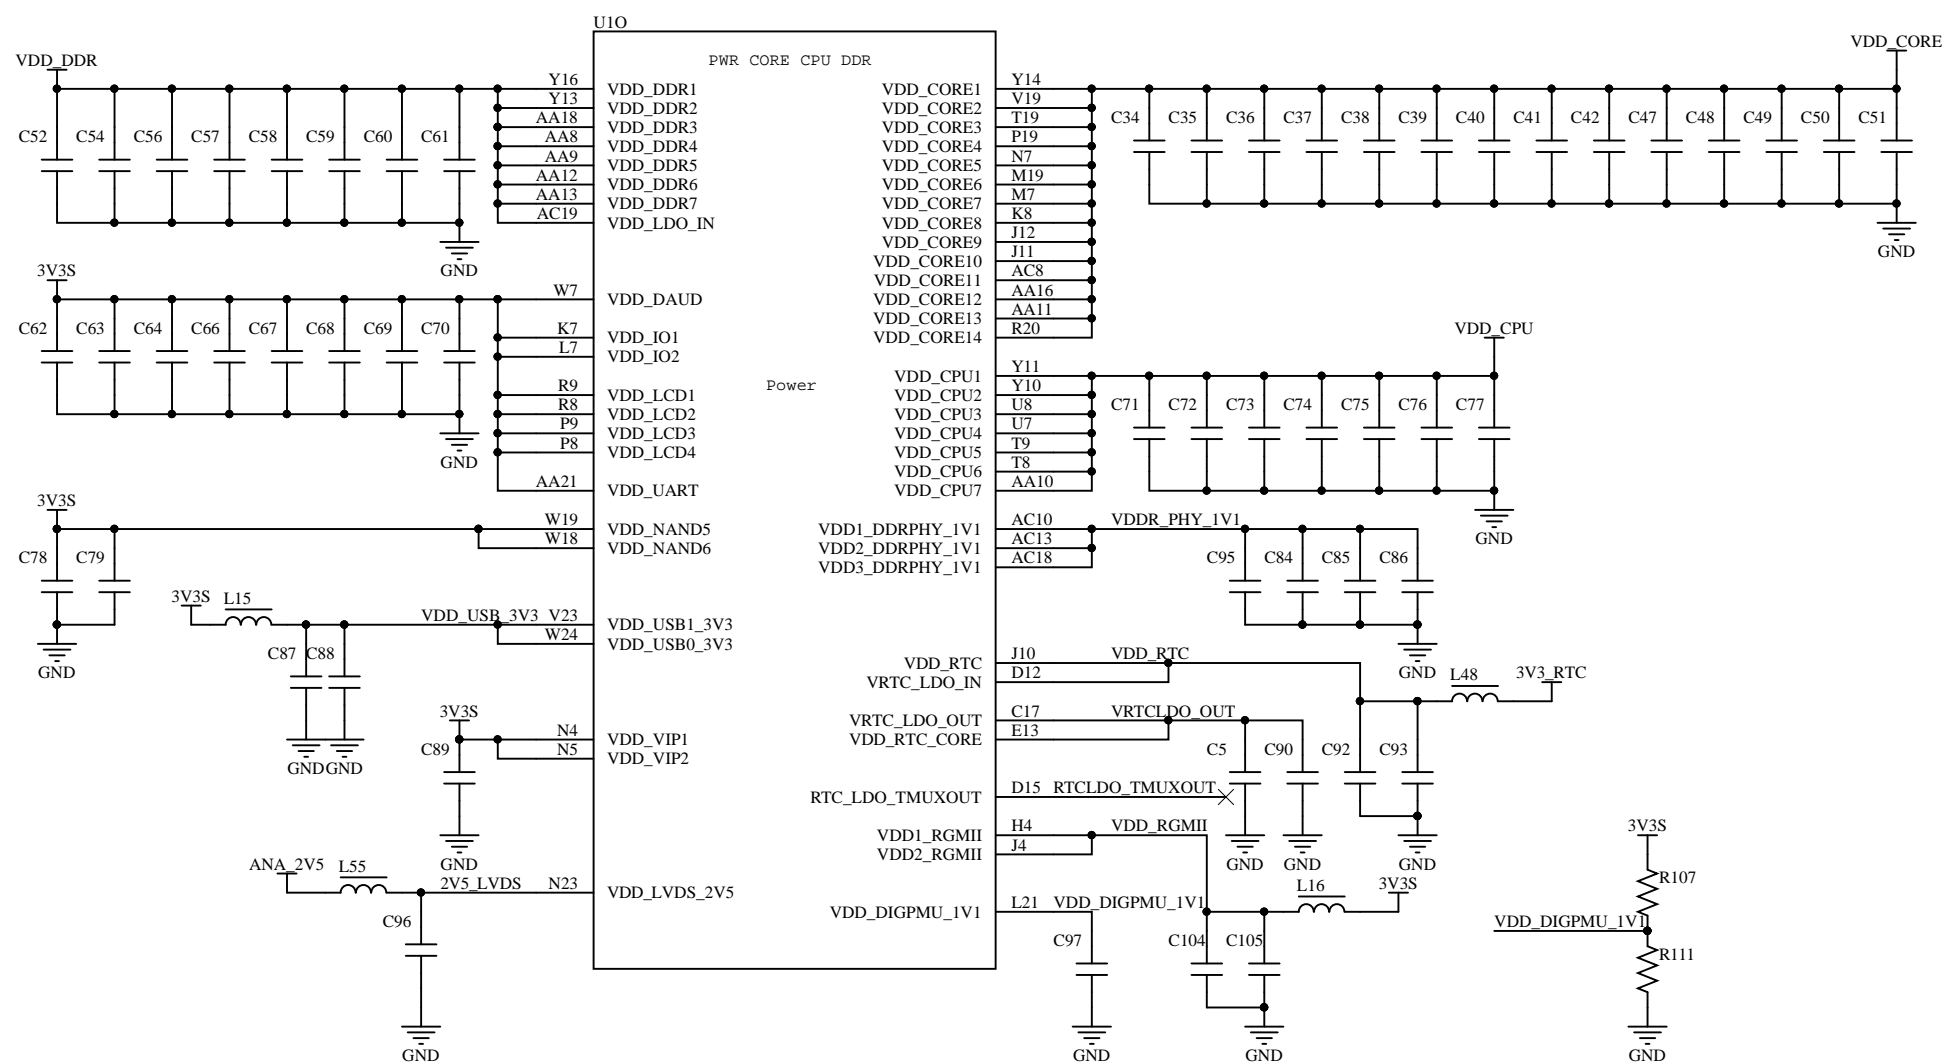 U1O
PWR CORE CPU DDR
Power
VDD_DDR
C52 C54 C56 C57 C58 C59 C60 C61
GND
Y16 VDD_DDR1
Y13 VDD_DDR2
AA18 VDD_DDR3
AA8 VDD_DDR4
AA9 VDD_DDR5
AA12 VDD_DDR6
AA13 VDD_DDR7
AC19 VDD_LDO_IN
3V3S
C62 C63 C64 C66 C67 C68 C69 C70
GND
W7 VDD_DAUD
K7 VDD_IO1
L7 VDD_IO2
R9 VDD_LCD1
R8 VDD_LCD2
P9 VDD_LCD3
P8 VDD_LCD4
AA21 VDD_UART
3V3S
C78 C79
GND
W19 VDD_NAND5
W18 VDD_NAND6
3V3S L15
VDD_USB_3V3 V23 VDD_USB1_3V3
W24 VDD_USB0_3V3
C87 C88
GND GND
3V3S
C89
GND
N4 VDD_VIP1
N5 VDD_VIP2
ANA_2V5 L55
2V5_LVDS N23 VDD_LVDS_2V5
C96
GND
VDD_CORE
VDD_CORE1 Y14
VDD_CORE2 V19
VDD_CORE3 T19
VDD_CORE4 P19
VDD_CORE5 N7
VDD_CORE6 M19
VDD_CORE7 M7
VDD_CORE8 K8
VDD_CORE9 J12
VDD_CORE10 J11
VDD_CORE11 AC8
VDD_CORE12 AA16
VDD_CORE13 AA11
VDD_CORE14 R20
C34 C35 C36 C37 C38 C39 C40 C41 C42 C47 C48 C49 C50 C51
GND
VDD_CPU
VDD_CPU1 Y11
VDD_CPU2 Y10
VDD_CPU3 U8
VDD_CPU4 U7
VDD_CPU5 T9
VDD_CPU6 T8
VDD_CPU7 AA10
C71 C72 C73 C74 C75 C76 C77
GND
VDD1_DDRPHY_1V1 AC10 VDDR_PHY_1V1
VDD2_DDRPHY_1V1 AC13
VDD3_DDRPHY_1V1 AC18
C95 C84 C85 C86
GND
VDD_RTC J10 VDD_RTC
VRTC_LDO_IN D12
L48 3V3_RTC
VRTC_LDO_OUT C17 VRTCLDO_OUT
VDD_RTC_CORE E13
C5 C90 C92 C93
GND GND GND
RTC_LDO_TMUXOUT D15 RTCLDO_TMUXOUT
VDD1_RGMII H4 VDD_RGMII
VDD2_RGMII J4
L16 3V3S
VDD_DIGPMU_1V1 L21 VDD_DIGPMU_1V1
C97 C104 C105
GND GND
3V3S
R107
VDD_DIGPMU_1V1
R111
GND